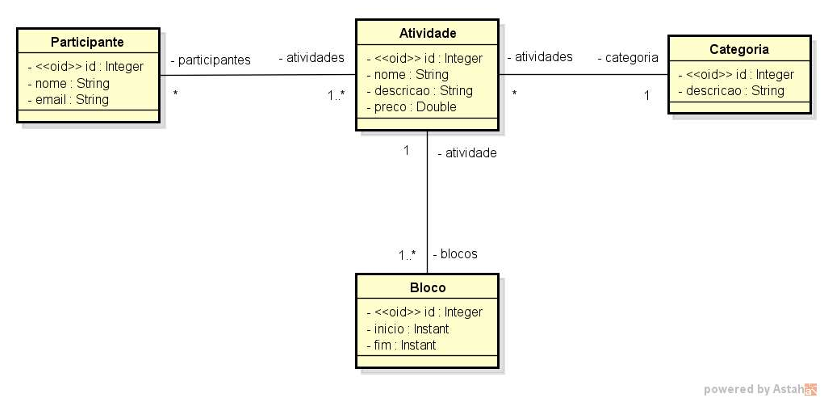 Participante
- <<oid>> id : Integer
- nome : String
- email : String
- participantes
*
- atividades
1..*
Atividade
- <<oid>> id : Integer
- nome : String
- descricao : String
- preco : Double
- atividades
*
- categoria
1
Categoria
- <<oid>> id : Integer
- descricao : String
1
- atividade
1..*
- blocos
Bloco
- <<oid>> id : Integer
- inicio : Instant
- fim : Instant
powered by Astah